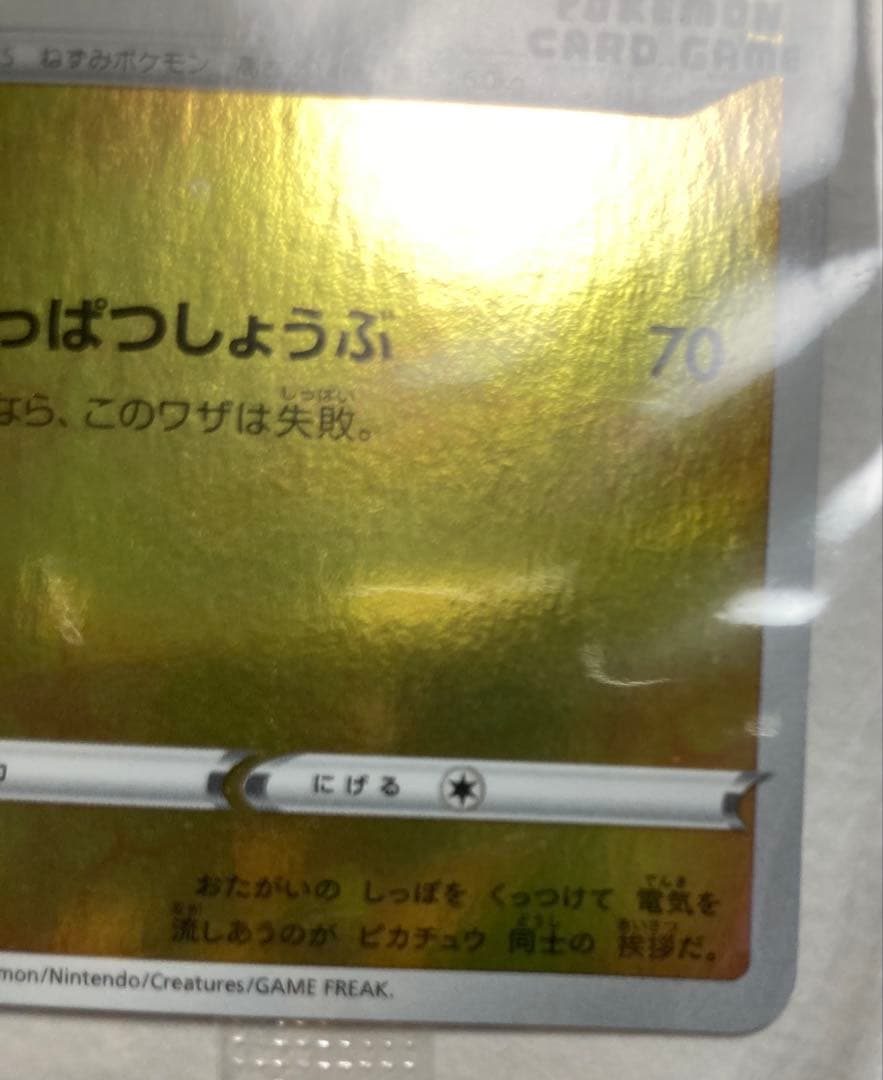 POKÉMON
CARD GAME
ねずみポケモン 高
っぱつしょうぶ 70
なら、このワザは失敗。
しっぱい
にげる
おたがいの しっぽを くっつけて 電気を
でんき
流しあうのが ピカチュウ 同士の 挨拶だ。
なが どうし あいさつ
mon/Nintendo/Creatures/GAME FREAK.